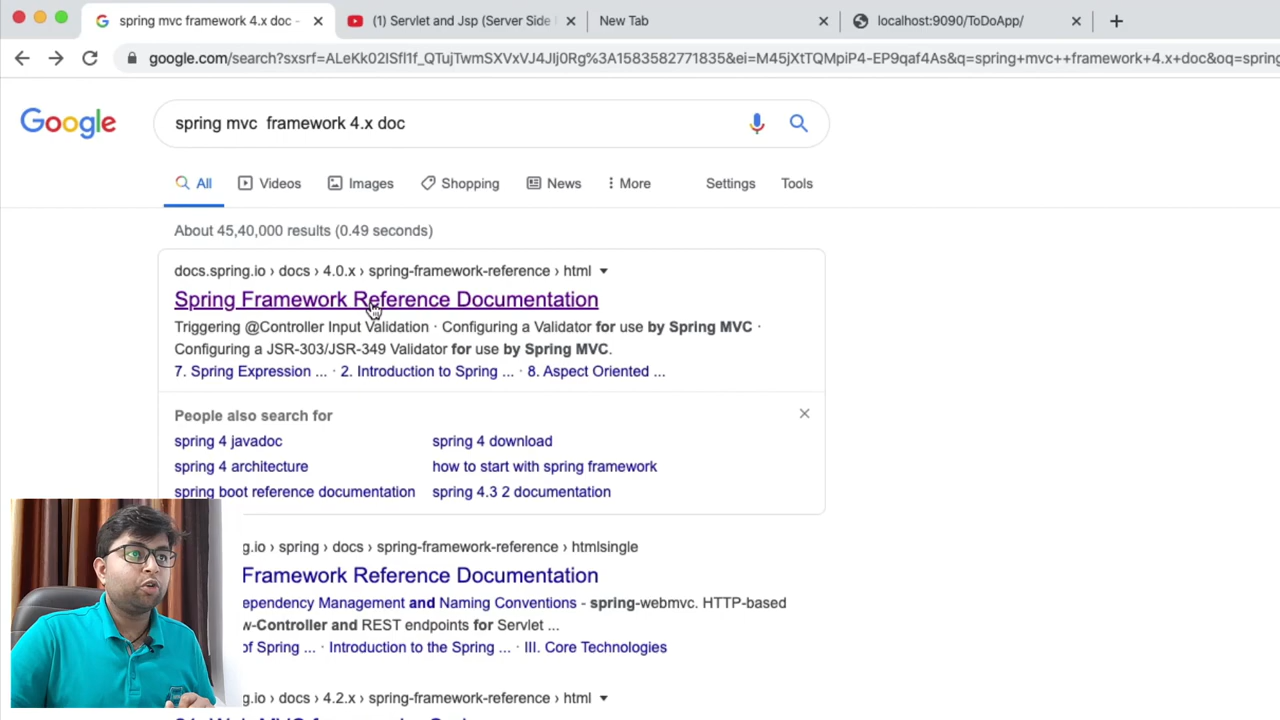 spring mvc framework 4.x doc -
(1) Servlet and Jsp (Server Side
New Tab
localhost:9090/ToDoApp/
google.com/search?sxsrf=ALeKk02ISfl1f_QTujTwmSXVxVJ4JIj0Rg%3A1583582771835&ei=M45jXtTQMpiP4-EP9qaf4As&q=spring+mvc++framework+4.x+doc&oq=spring
Google
spring mvc  framework 4.x doc
All Videos Images Shopping News More Settings Tools
About 45,40,000 results (0.49 seconds)
docs.spring.io › docs › 4.0.x › spring-framework-reference › html
Spring Framework Reference Documentation
Triggering @Controller Input Validation · Configuring a Validator for use by Spring MVC ·
Configuring a JSR-303/JSR-349 Validator for use by Spring MVC.
7. Spring Expression ... · 2. Introduction to Spring ... · 8. Aspect Oriented ...
People also search for
spring 4 javadoc spring 4 download
spring 4 architecture how to start with spring framework
spring boot reference documentation spring 4.3 2 documentation
g.io › spring › docs › spring-framework-reference › htmlsingle
Framework Reference Documentation
ependency Management and Naming Conventions - spring-webmvc. HTTP-based
w-Controller and REST endpoints for Servlet ...
of Spring ... · Introduction to the Spring ... · III. Core Technologies
g.io › docs › 4.2.x › spring-framework-reference › html